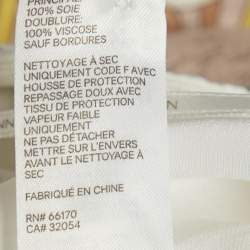 PRINCIPAL:
100% SOIE
DOUBLURE:
100% VISCOSE
SAUF BORDURES
NETTOYAGE À SEC
UNIQUEMENT CODE F AVEC
HOUSSE DE PROTECTION
REPASSAGE DOUX AVEC
TISSU DE PROTECTION
VAPEUR FAIBLE
UNIQUEMENT
NE PAS DÉTACHER
METTRE SUR L'ENVERS
AVANT LE NETTOYAGE À
SEC
FABRIQUÉ EN CHINE
RN# 66170
CA# 32054